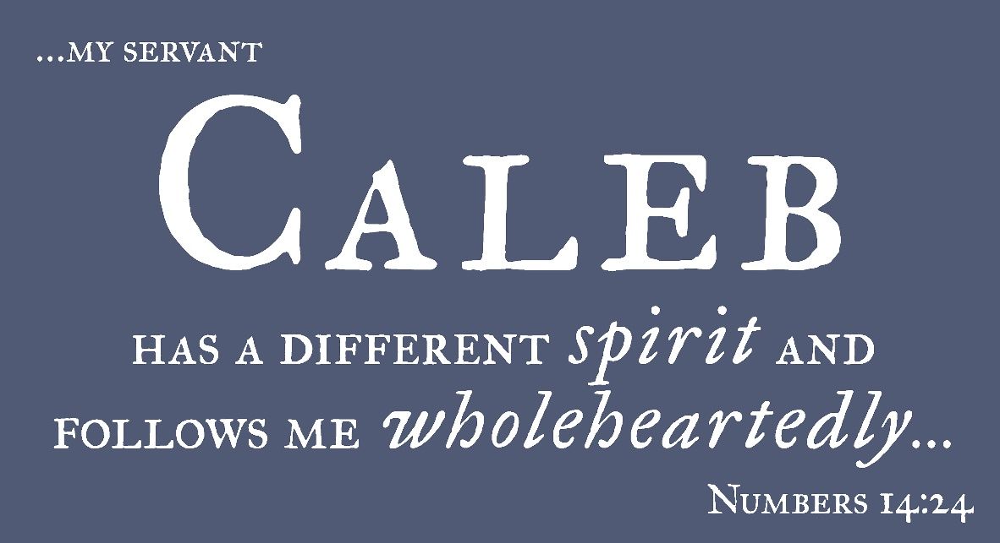 ...MY SERVANT
CALEB
HAS A DIFFERENT spirit AND
FOLLOWS ME wholeheartedly...
NUMBERS 14:24